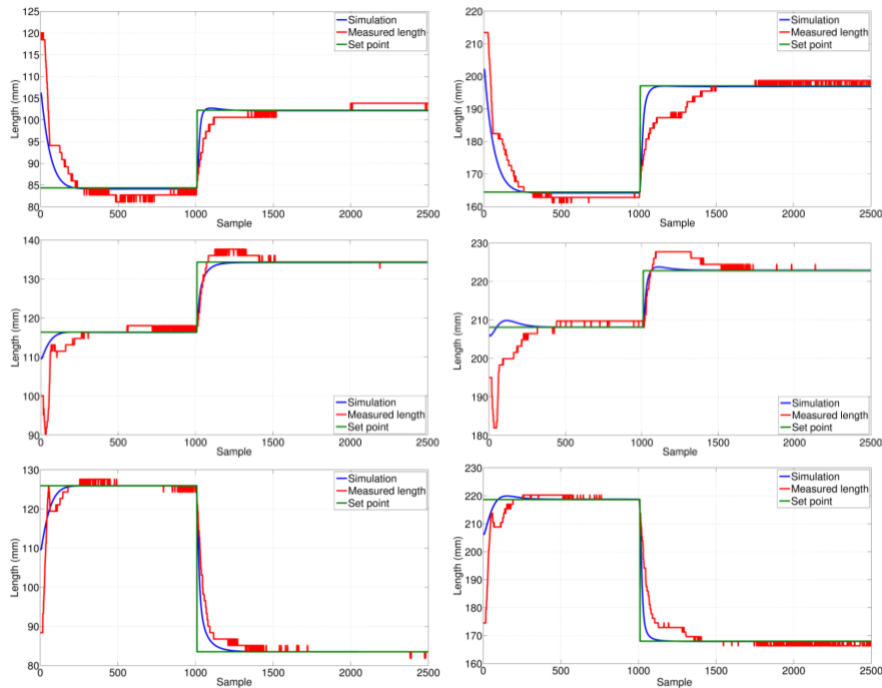 125
120
115
110
105
100
95
90
85
80
Length (mm)
0
500
1000
1500
2000
2500
Sample
Simulation
Measured length
Set point
220
210
200
190
180
170
160
Length (mm)
0
500
1000
1500
2000
2500
Sample
Simulation
Measured length
Set point
140
130
120
110
100
90
Length (mm)
0
500
1000
1500
2000
2500
Sample
Simulation
Measured length
Set point
230
220
210
200
190
180
Length (mm)
0
500
1000
1500
2000
2500
Sample
Simulation
Measured length
Set point
130
120
110
100
90
80
Length (mm)
0
500
1000
1500
2000
2500
Sample
Simulation
Measured length
Set point
230
220
210
200
190
180
170
160
Length (mm)
0
500
1000
1500
2000
2500
Sample
Simulation
Measured length
Set point